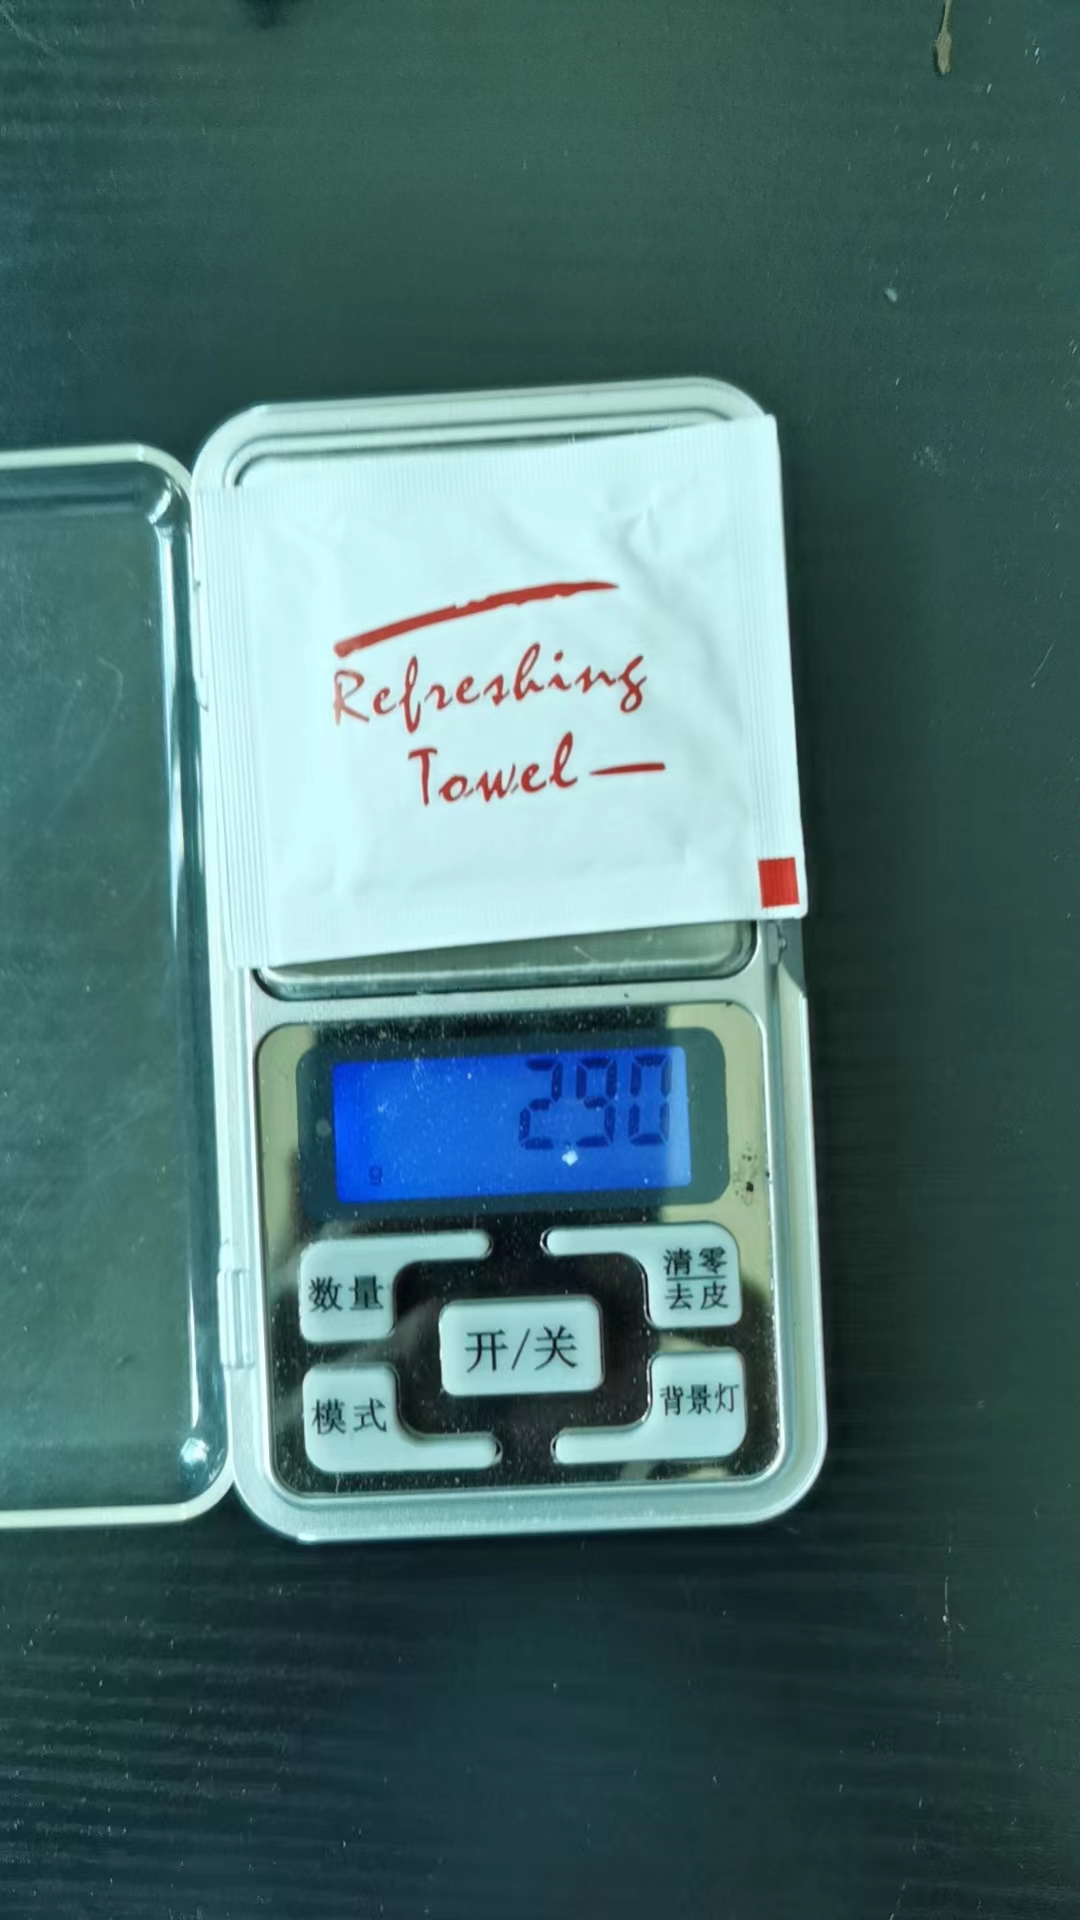 Refreshing
Towel
2.90
g
数量
清零
去皮
开/关
模式
背景灯